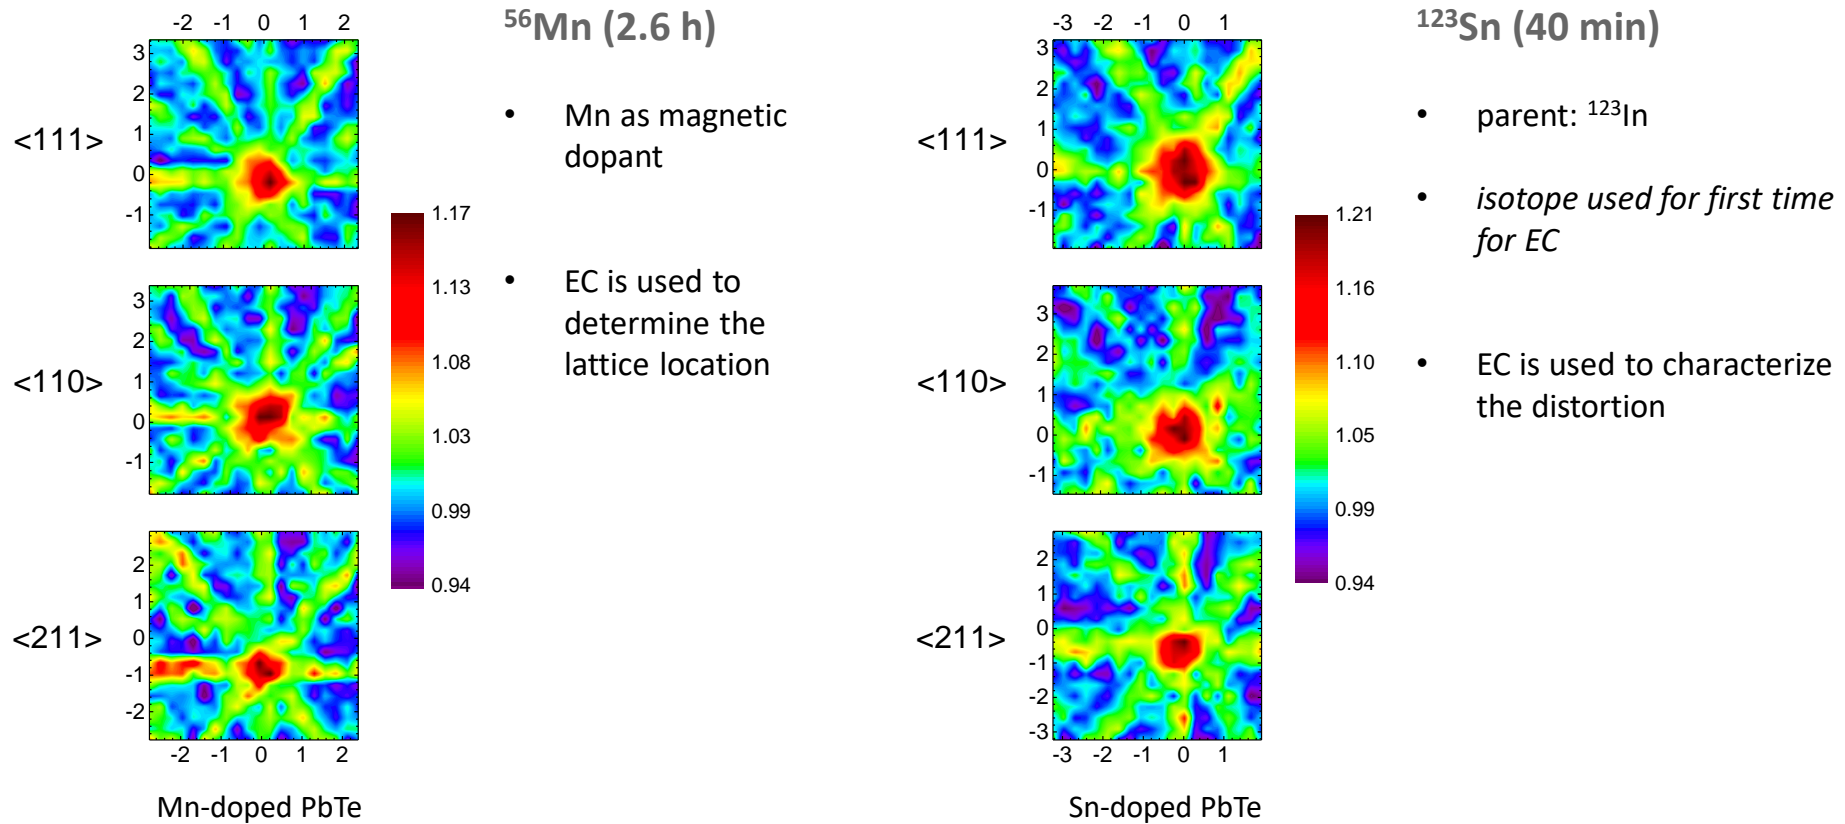 -2 -1 0 1 2
3
2
1
0
-1
<111>
3
2
1
0
-1
<110>
2
1
0
-1
-2
<211>
-2 -1 0 1 2
Mn-doped PbTe
1.17
1.13
1.08
1.03
0.99
0.94
⁵⁶Mn (2.6 h)
• Mn as magnetic
dopant
• EC is used to
determine the
lattice location
-3 -2 -1 0 1
3
2
1
0
-1
<111>
3
2
1
0
-1
<110>
2
1
0
-1
-2
-3
<211>
-3 -2 -1 0 1
Sn-doped PbTe
1.21
1.16
1.10
1.05
0.99
0.94
¹²³Sn (40 min)
• parent: ¹²³In
• isotope used for first time
for EC
• EC is used to characterize
the distortion